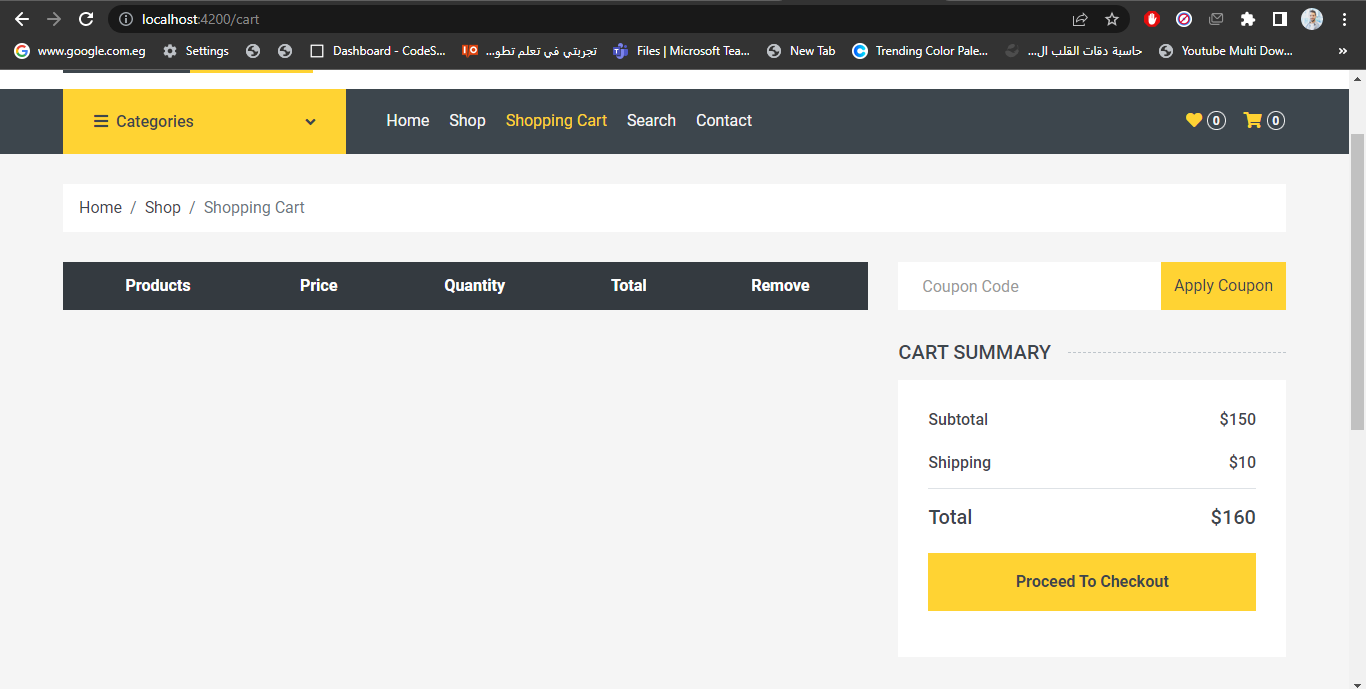 localhost:4200/cart
www.google.com.eg Settings Dashboard - CodeS... تجربتي في تعلم تطو... Files | Microsoft Tea... New Tab Trending Color Pale... حاسبة دقات القلب ال... Youtube Multi Dow... »
Categories Home Shop Shopping Cart Search Contact 0 0
Home / Shop / Shopping Cart
Products Price Quantity Total Remove
Coupon Code Apply Coupon
CART SUMMARY
Subtotal $150
Shipping $10
Total $160
Proceed To Checkout